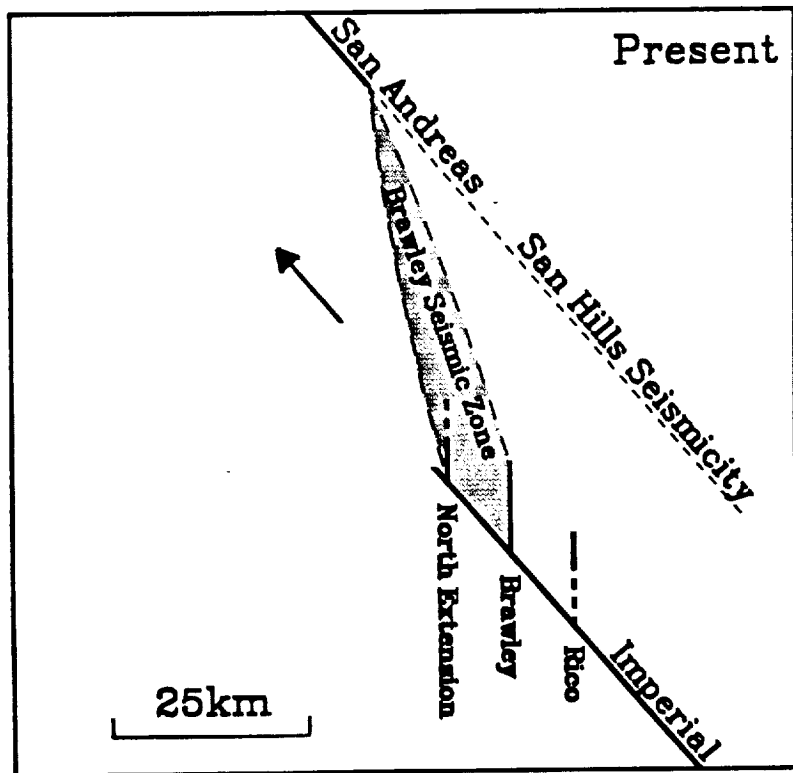 Present
San Andreas
San Hills Seismicity
Brawley Seismic Zone
North Extension
Brawley
Rico
Imperial
25km